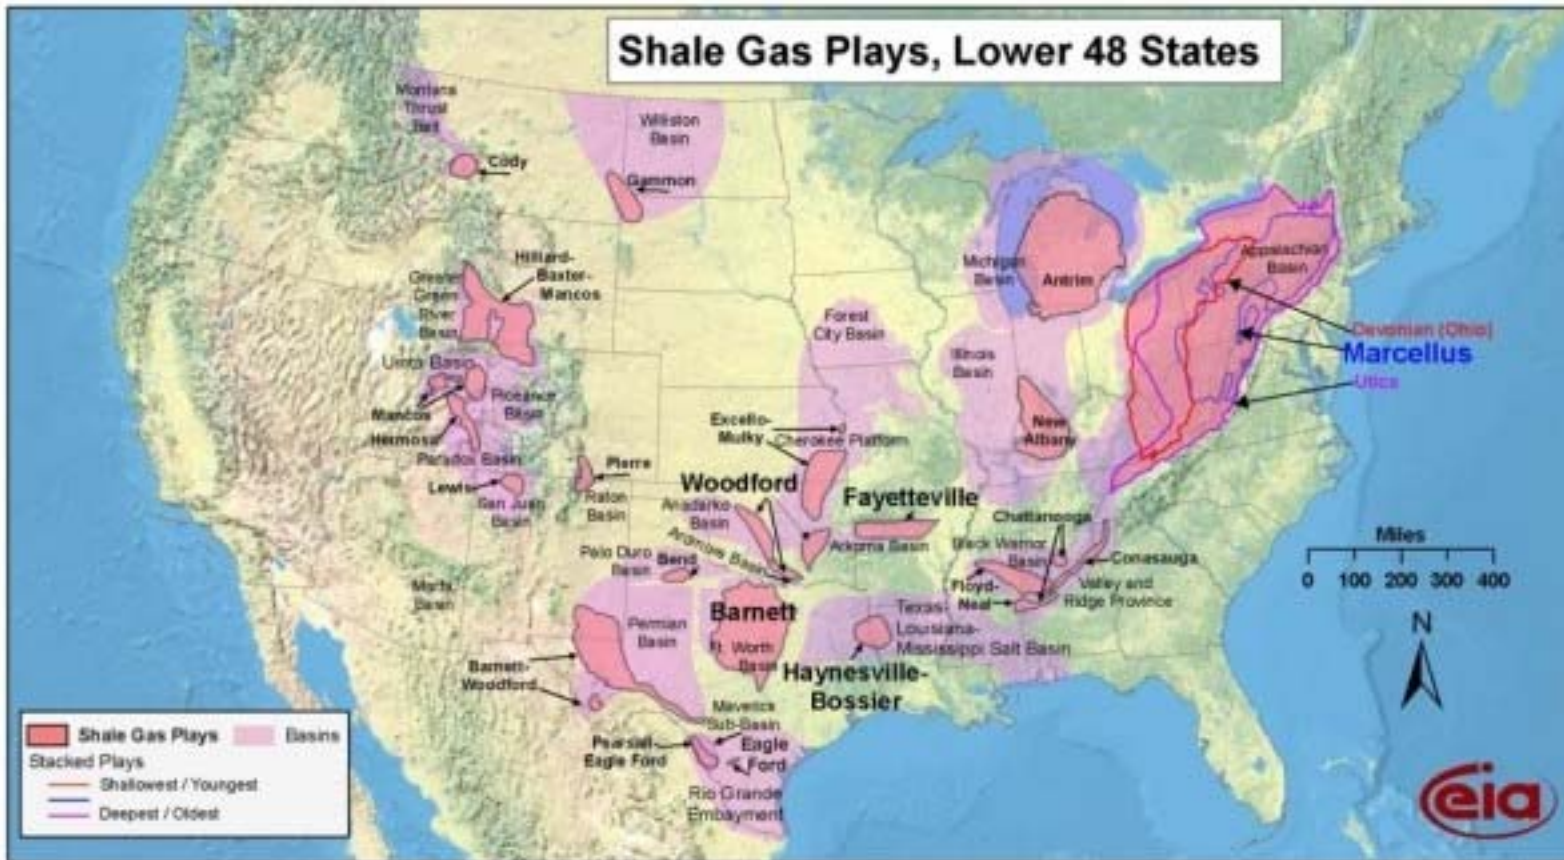 Shale Gas Plays, Lower 48 States
Montana
Thrust
Belt
Cody
Williston
Basin
Gammon
Hilliard-
Baxter-
Mancos
Greater
Green
River
Basin
Uinta Basin
Piceance
Basin
Mancos
Hermosa
Paradox Basin
Lewis
San Juan
Basin
Pierre
Raton
Basin
Forest
City Basin
Excello-
Mulky
Cherokee Platform
Woodford
Anadarko
Basin
Ardmore Basin
Fayetteville
Arkoma Basin
Michigan
Basin
Antrim
Illinois
Basin
New
Albany
Appalachian
Basin
Devonian (Ohio)
Marcellus
Utica
Chattanooga
Black Warrior
Basin
Conasauga
Floyd-
Neal
Valley and
Ridge Province
Palo Duro
Basin
Bend
Marfa
Basin
Permian
Basin
Barnett
Ft. Worth
Basin
Barnett-
Woodford
Texas-
Louisiana-
Mississippi Salt Basin
Haynesville-
Bossier
Maverick
Sub-Basin
Pearsall-
Eagle Ford
Eagle
Ford
Rio Grande
Embayment
Miles
0 100 200 300 400
N
Shale Gas Plays Basins
Stacked Plays
Shallowest / Youngest
Deepest / Oldest
eia